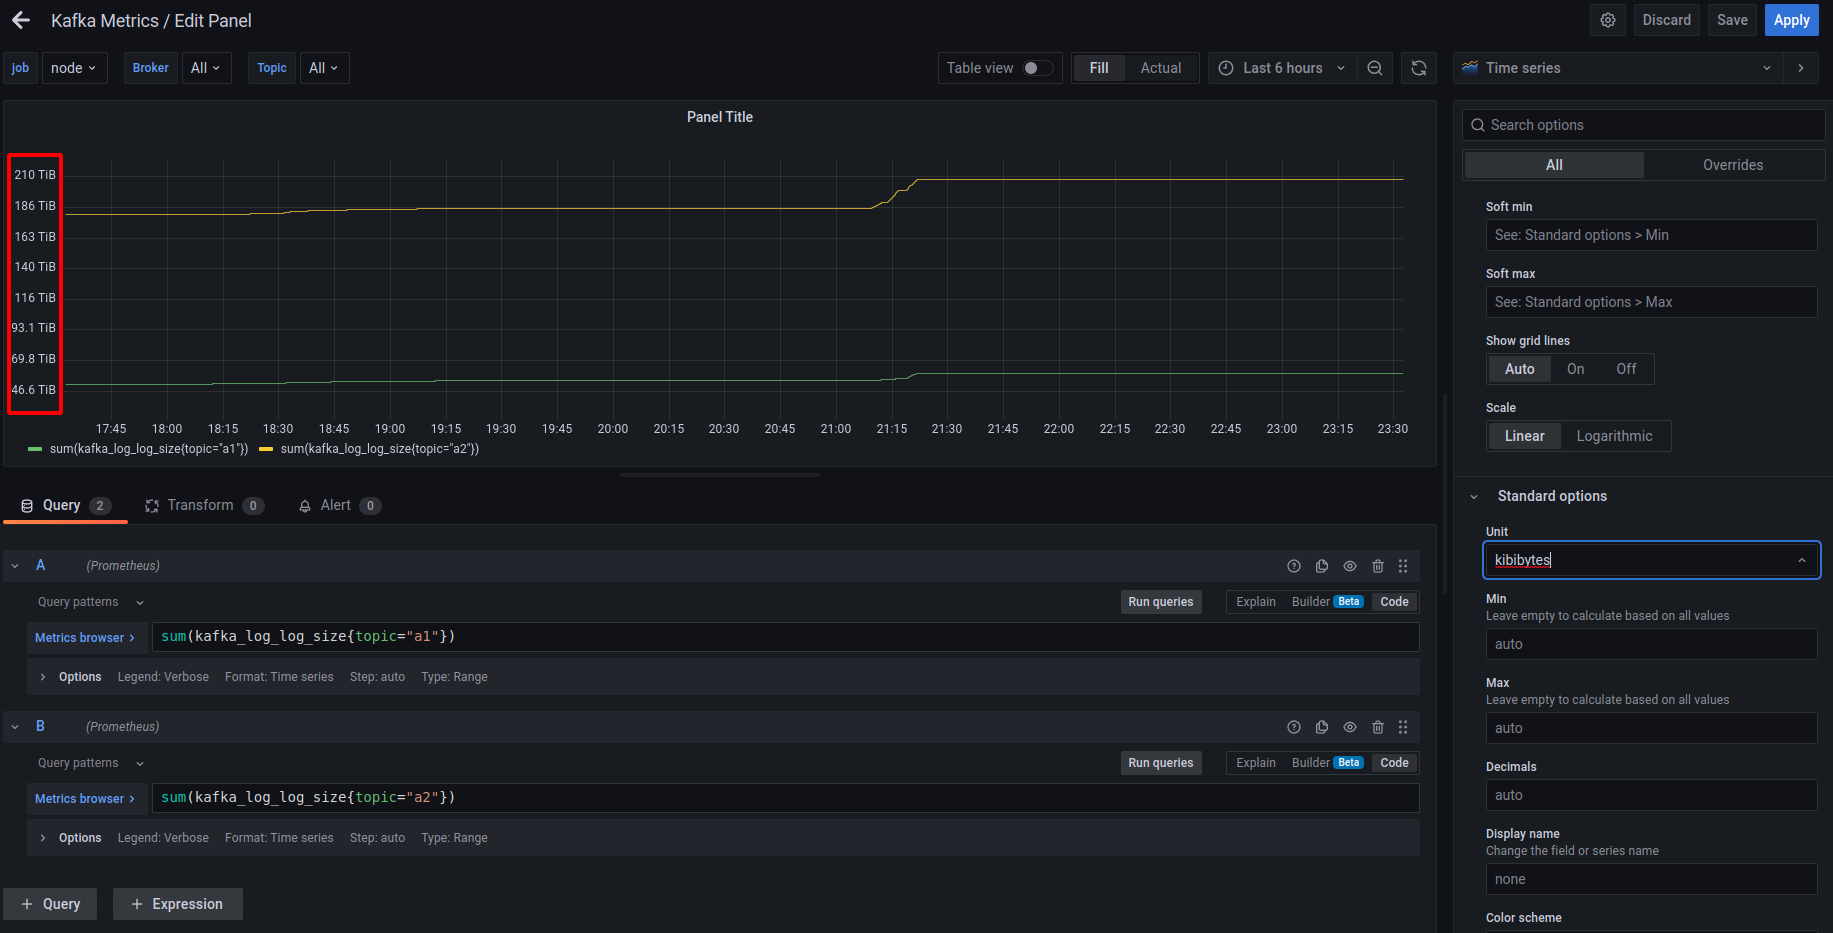 Kafka Metrics / Edit Panel
Discard Save Apply
job node Broker All Topic All
Table view Fill Actual Last 6 hours Time series
Panel Title
210 TiB
186 TiB
163 TiB
140 TiB
116 TiB
93.1 TiB
69.8 TiB
46.6 TiB
17:45 18:00 18:15 18:30 18:45 19:00 19:15 19:30 19:45 20:00 20:15 20:30 20:45 21:00 21:15 21:30 21:45 22:00 22:15 22:30 22:45 23:00 23:15 23:30
sum(kafka_log_log_size{topic="a1"}) sum(kafka_log_log_size{topic="a2"})
Query 2 Transform 0 Alert 0
A (Prometheus)
Query patterns Run queries Explain Builder Beta Code
Metrics browser > sum(kafka_log_log_size{topic="a1"})
> Options Legend: Verbose Format: Time series Step: auto Type: Range
B (Prometheus)
Query patterns Run queries Explain Builder Beta Code
Metrics browser > sum(kafka_log_log_size{topic="a2"})
> Options Legend: Verbose Format: Time series Step: auto Type: Range
+ Query + Expression
Search options
All Overrides
Soft min
See: Standard options > Min
Soft max
See: Standard options > Max
Show grid lines
Auto On Off
Scale
Linear Logarithmic
Standard options
Unit
kibibytes
Min
Leave empty to calculate based on all values
auto
Max
Leave empty to calculate based on all values
auto
Decimals
auto
Display name
Change the field or series name
none
Color scheme